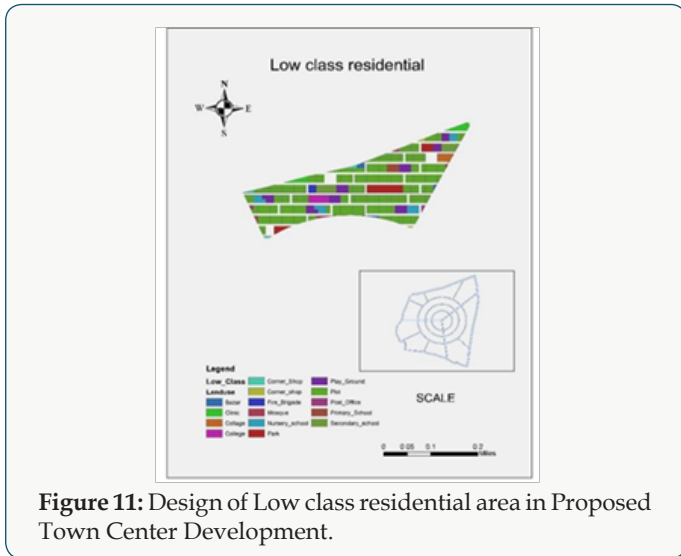 Low class residential
N
W E
S
Legend
Low_Class
Landuse
Bazar
Clinic
Collage
College
Corner_Shop
Corner_shop
Fire_Brigade
Mosque
Nursery_school
Park
Play_Ground
Plot
Post_Office
Primary_School
Secondary_school
SCALE
0 0.05 0.1 0.2
Miles
Figure 11: Design of Low class residential area in Proposed
Town Center Development.